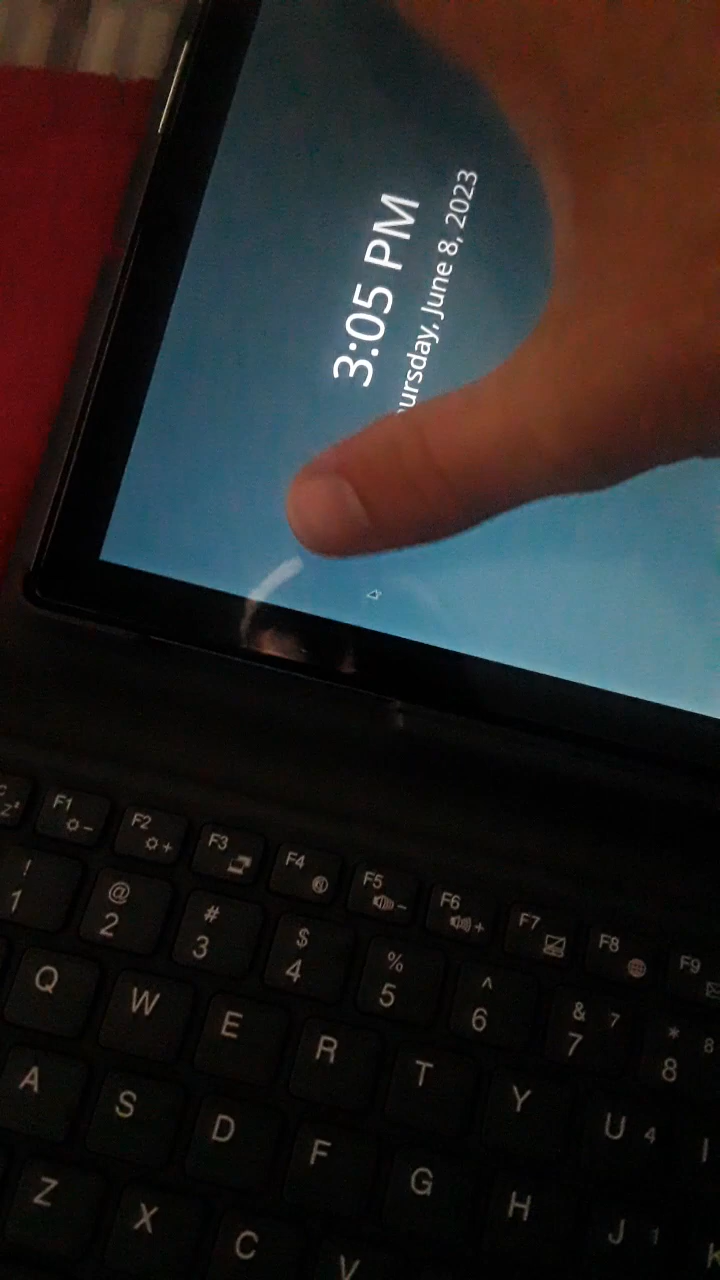 3:05 PM
ursday, June 8, 2023
F1
F2
F3
F4
F5
F6
F7
F8
F9
! 1
@ 2
# 3
$ 4
% 5
^ 6
& 7 7
* 8 8
Q W E R T Y U 4 I
A S D F G H J 1 K
Z X C V